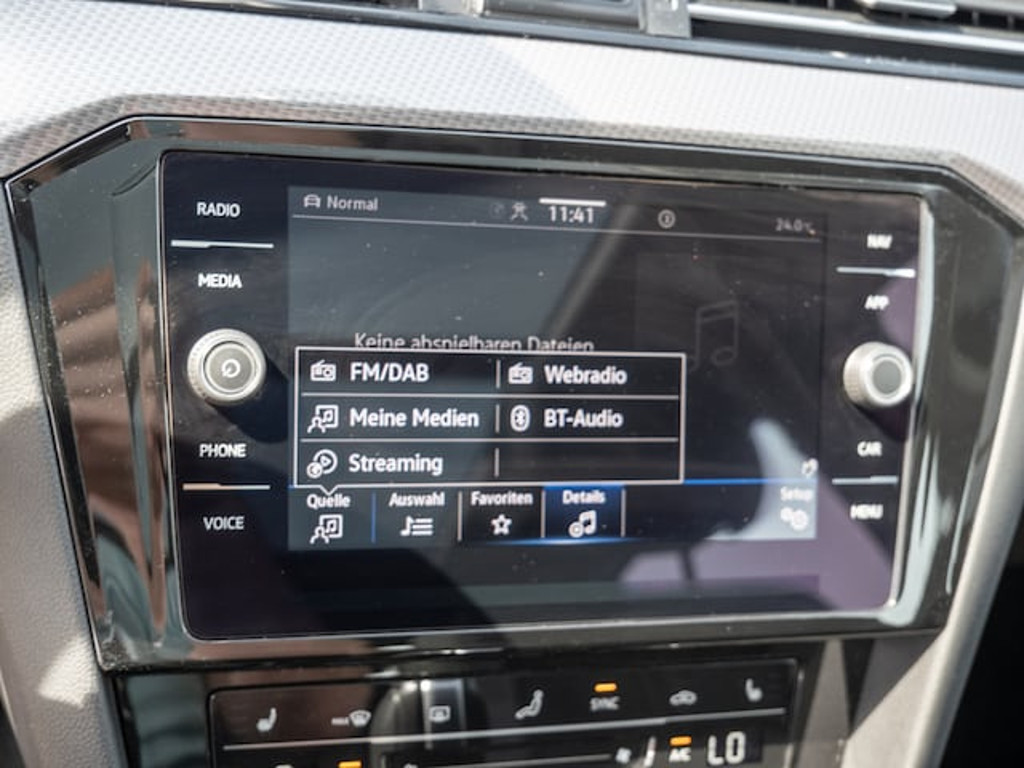 RADIO
MEDIA
PHONE
VOICE
Normal
11:41
24.0°C
Keine abspielbaren Dateien
FM/DAB
Webradio
Meine Medien
BT-Audio
Streaming
Quelle
Auswahl
Favoriten
Details
Setup
NAV
APP
CAR
MENU
MAX
SYNC
A/C
LO